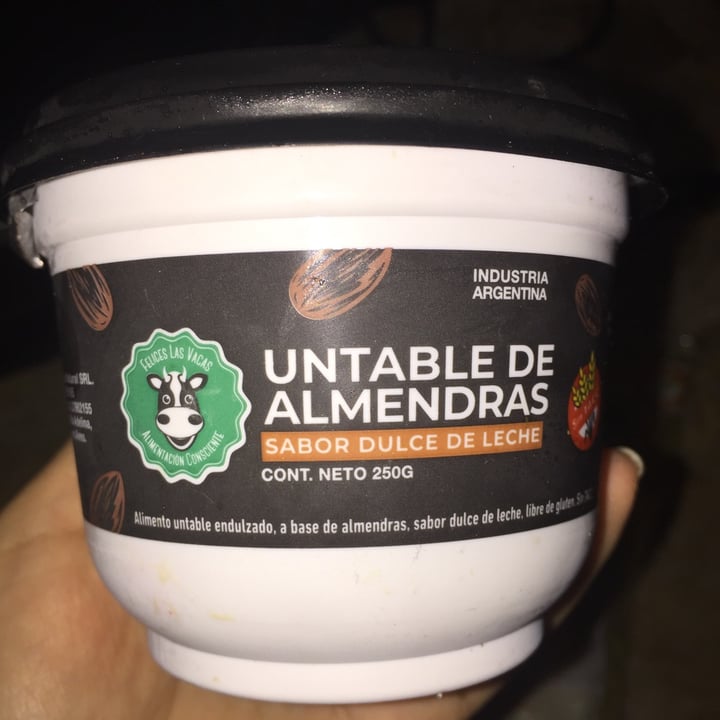 INDUSTRIA
ARGENTINA
FELICES LAS VACAS
ALIMENTACIÓN CONSCIENTE
UNTABLE DE
ALMENDRAS
SABOR DULCE DE LECHE
CONT. NETO 250G
Alimento untable endulzado, a base de almendras, sabor dulce de leche, libre de gluten.
SRL.